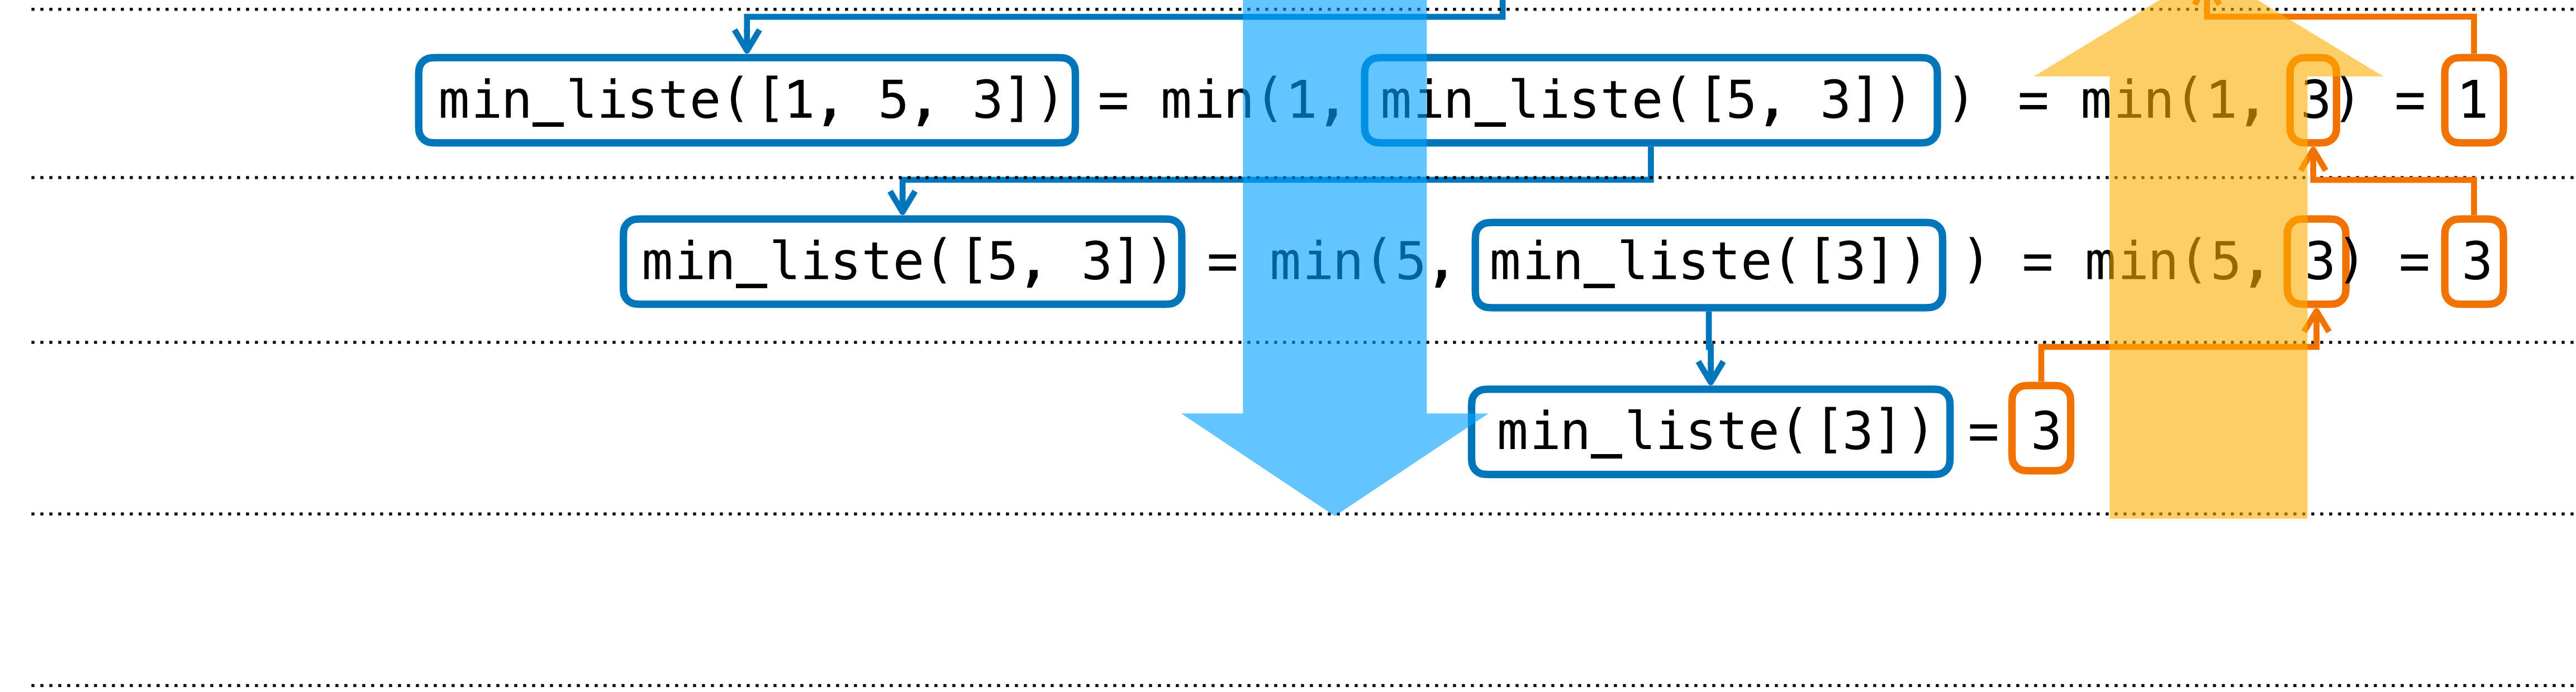 min_liste([1, 5, 3]) = min(1, min_liste([5, 3])) = min(1, 3) = 1
min_liste([5, 3]) = min(5, min_liste([3])) = min(5, 3) = 3
min_liste([3]) = 3